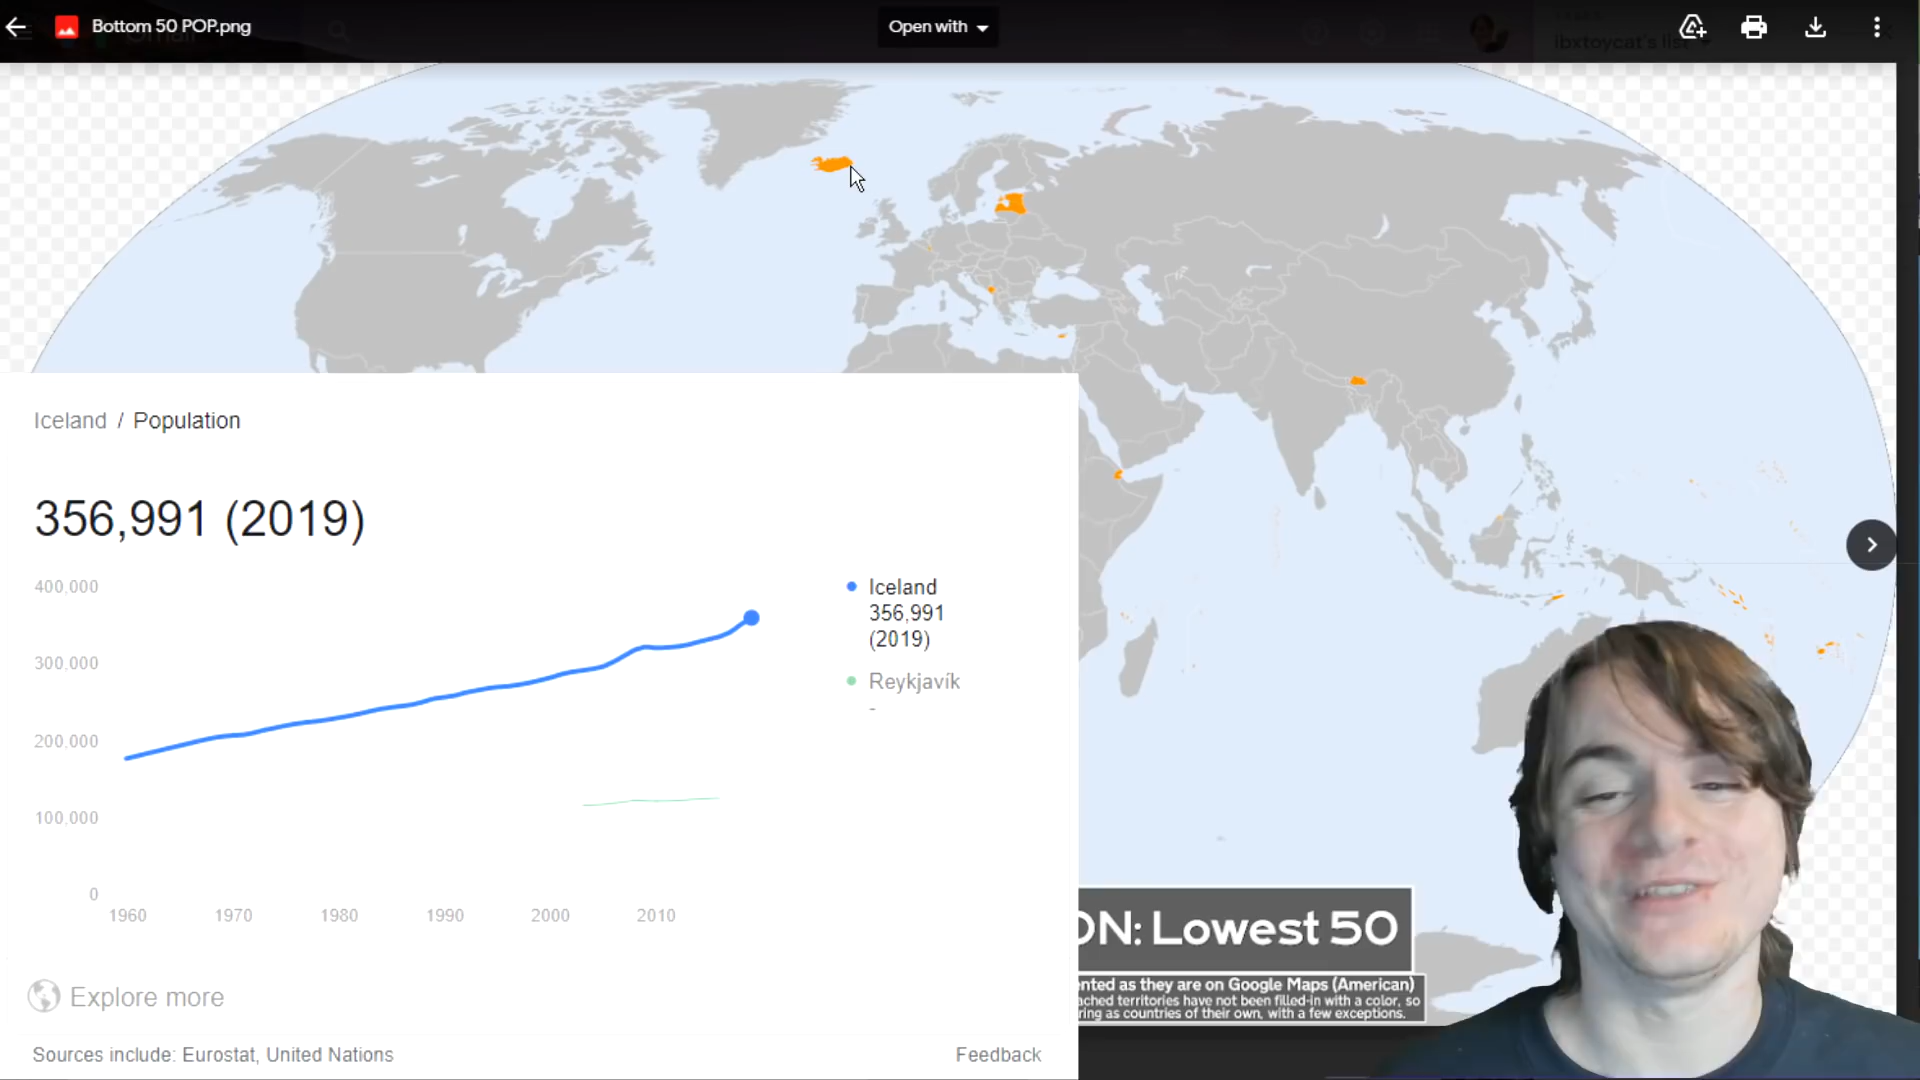 Bottom 50 POP.png
Open with
ibxtoycat's list
Iceland / Population
356,991 (2019)
400,000
300,000
200,000
100,000
0
1960 1970 1980 1990 2000 2010
Iceland
356,991
(2019)
Reykjavík
-
Explore more
Sources include: Eurostat, United Nations
Feedback
ON: Lowest 50
nted as they are on Google Maps (American)
ached territories have not been filled-in with a color, so
ring as countries of their own, with a few exceptions.